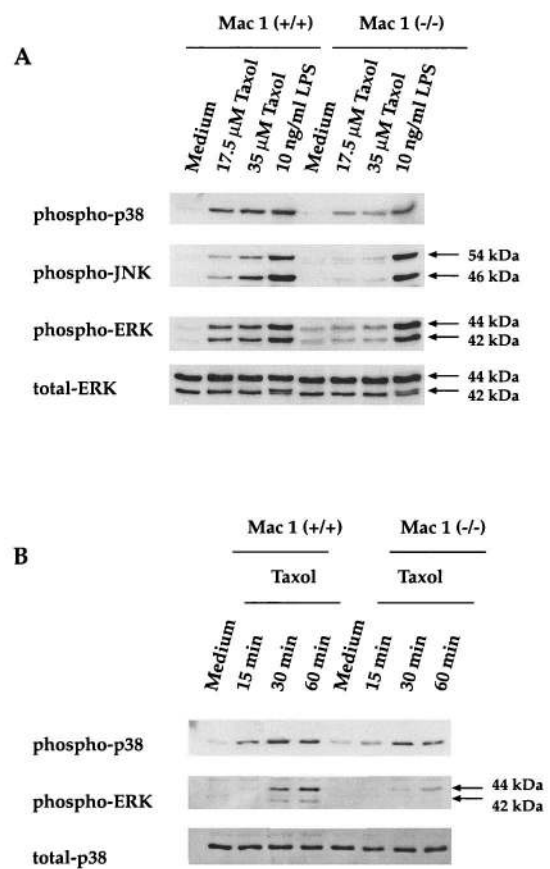 Mac 1 (+/+) Mac 1 (-/-)
A
Medium 17.5 µM Taxol 35 µM Taxol 10 ng/ml LPS Medium 17.5 µM Taxol 35 µM Taxol 10 ng/ml LPS
phospho-p38
phospho-JNK 54 kDa
46 kDa
phospho-ERK 44 kDa
42 kDa
total-ERK 44 kDa
42 kDa
Mac 1 (+/+) Mac 1 (-/-)
B
Taxol Taxol
Medium 15 min 30 min 60 min Medium 15 min 30 min 60 min
phospho-p38
phospho-ERK 44 kDa
42 kDa
total-p38